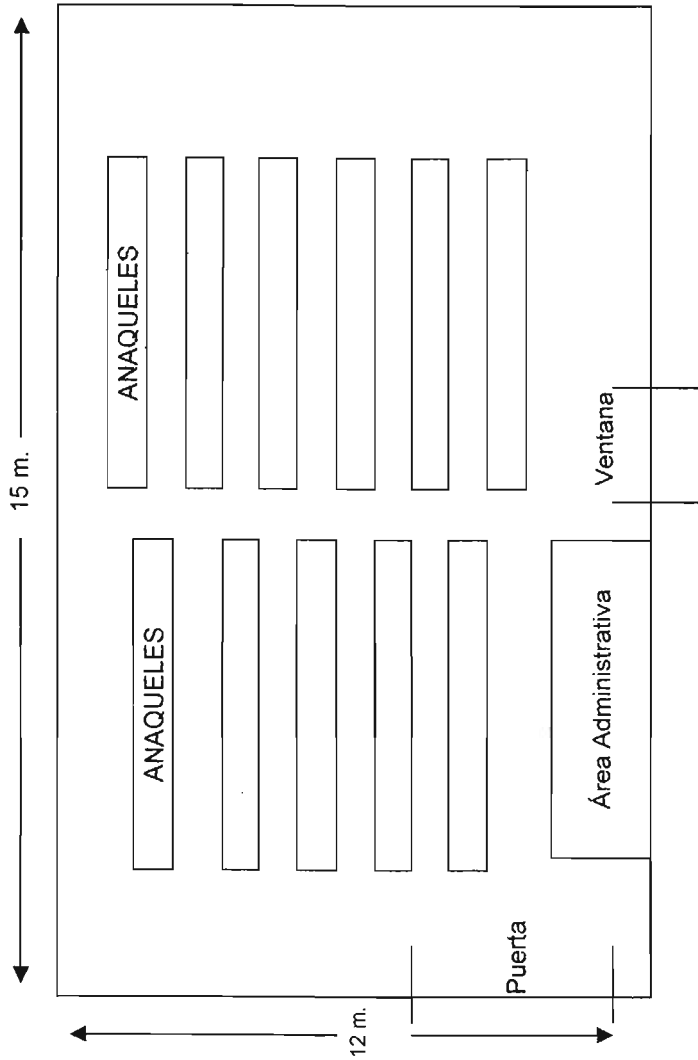 15 m.
ANAQUELES
ANAQUELES
12 m.
Puerta
Área Administrativa
Ventana